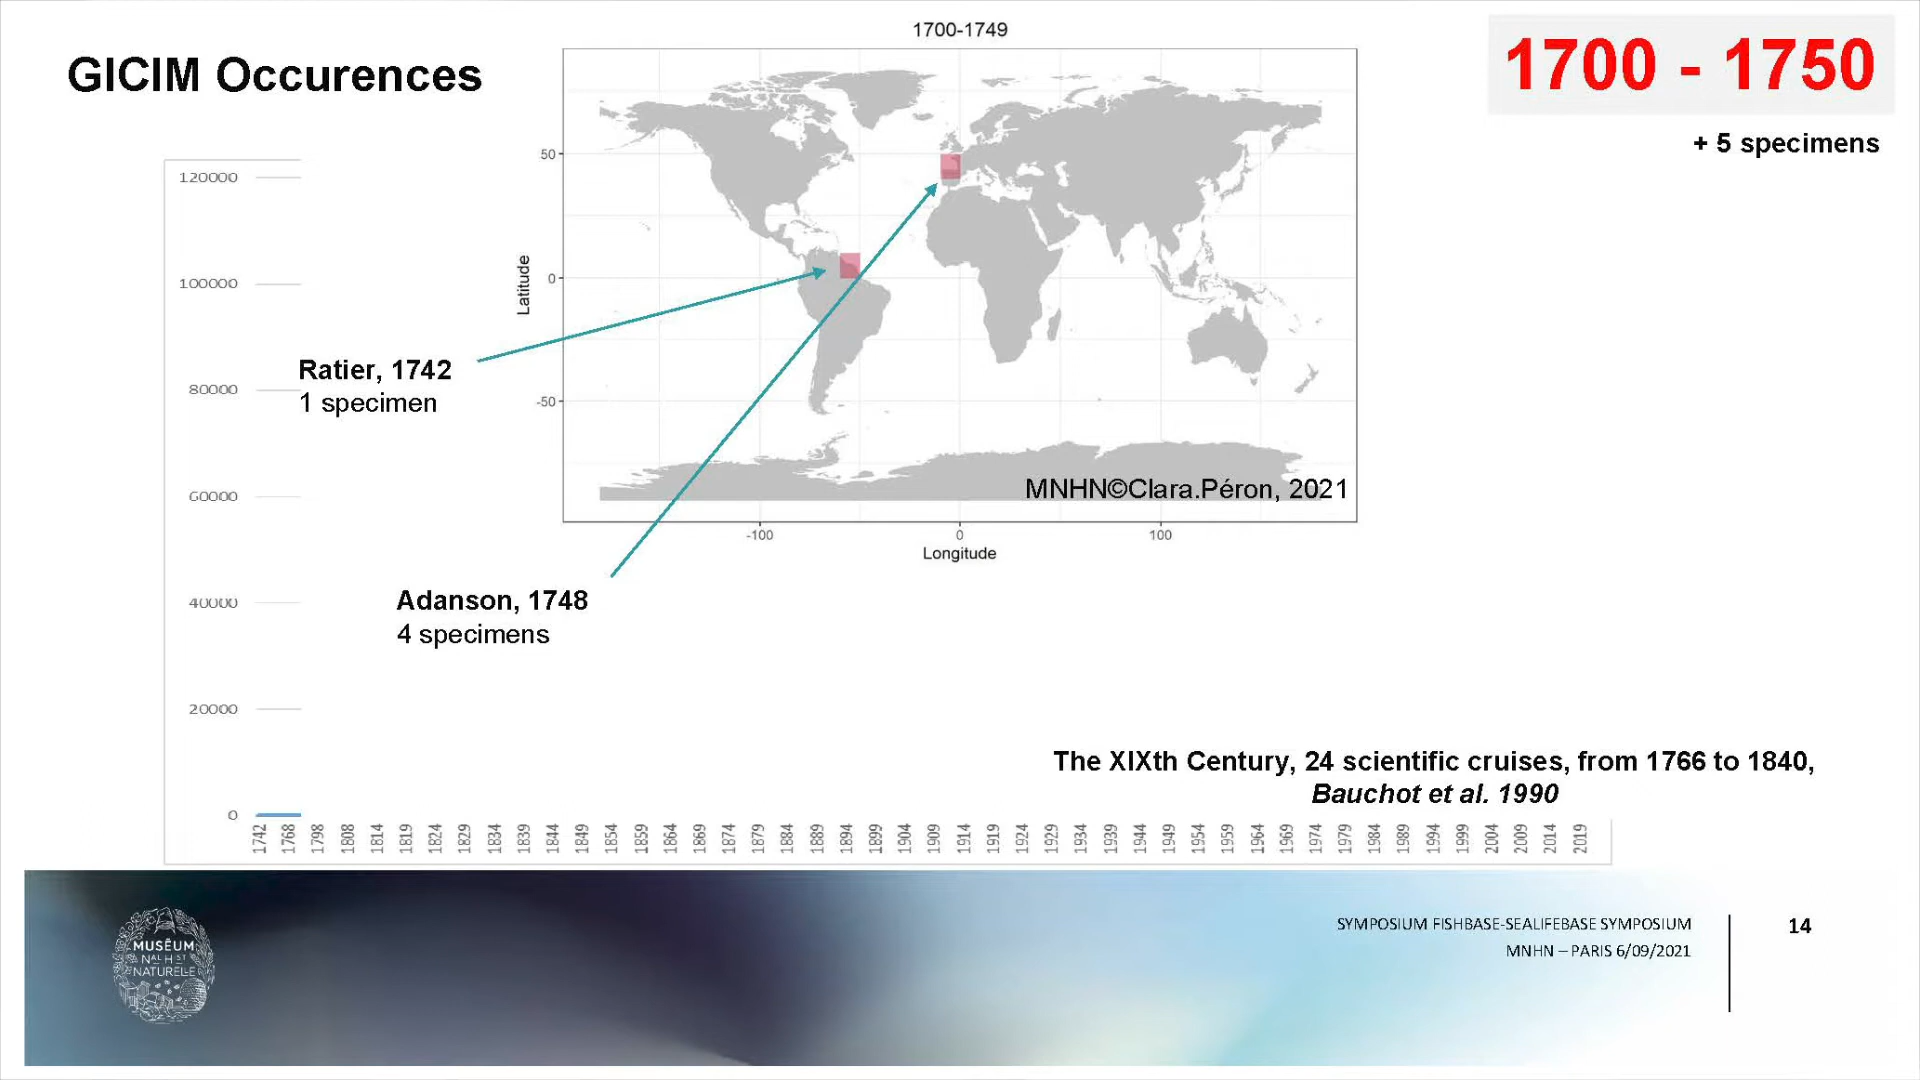 GICIM Occurences
1700-1749
1700 - 1750
+ 5 specimens
120000
100000
80000
60000
40000
20000
0
Latitude
50
0
-50
Ratier, 1742
1 specimen
MNHN©Clara.Péron, 2021
-100
0
100
Longitude
Adanson, 1748
4 specimens
The XIXth Century, 24 scientific cruises, from 1766 to 1840,
Bauchot et al. 1990
1742 1768 1798 1808 1814 1819 1824 1829 1834 1839 1844 1849 1854 1859 1864 1869 1874 1879 1884 1889 1894 1899 1904 1909 1914 1919 1924 1929 1934 1939 1944 1949 1954 1959 1964 1969 1974 1979 1984 1989 1994 1999 2004 2009 2014 2019
MUSÉUM
NAL HIST
NATURELLE
SYMPOSIUM FISHBASE-SEALIFEBASE SYMPOSIUM
MNHN – PARIS 6/09/2021
14